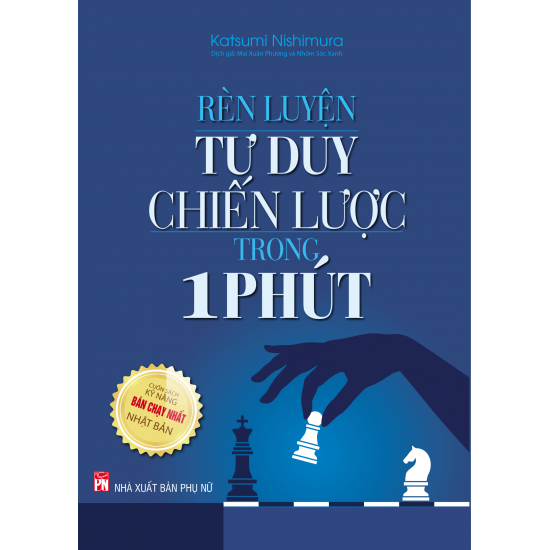 Katsumi Nishimura
Dịch giả: Mai Xuân Phương và Nhóm Sóc Xanh
RÈN LUYỆN
TƯ DUY
CHIẾN LƯỢC
TRONG
1 PHÚT
CUỐN SÁCH
KỸ NĂNG
BÁN CHẠY NHẤT
NHẬT BẢN
PN
NHÀ XUẤT BẢN PHỤ NỮ